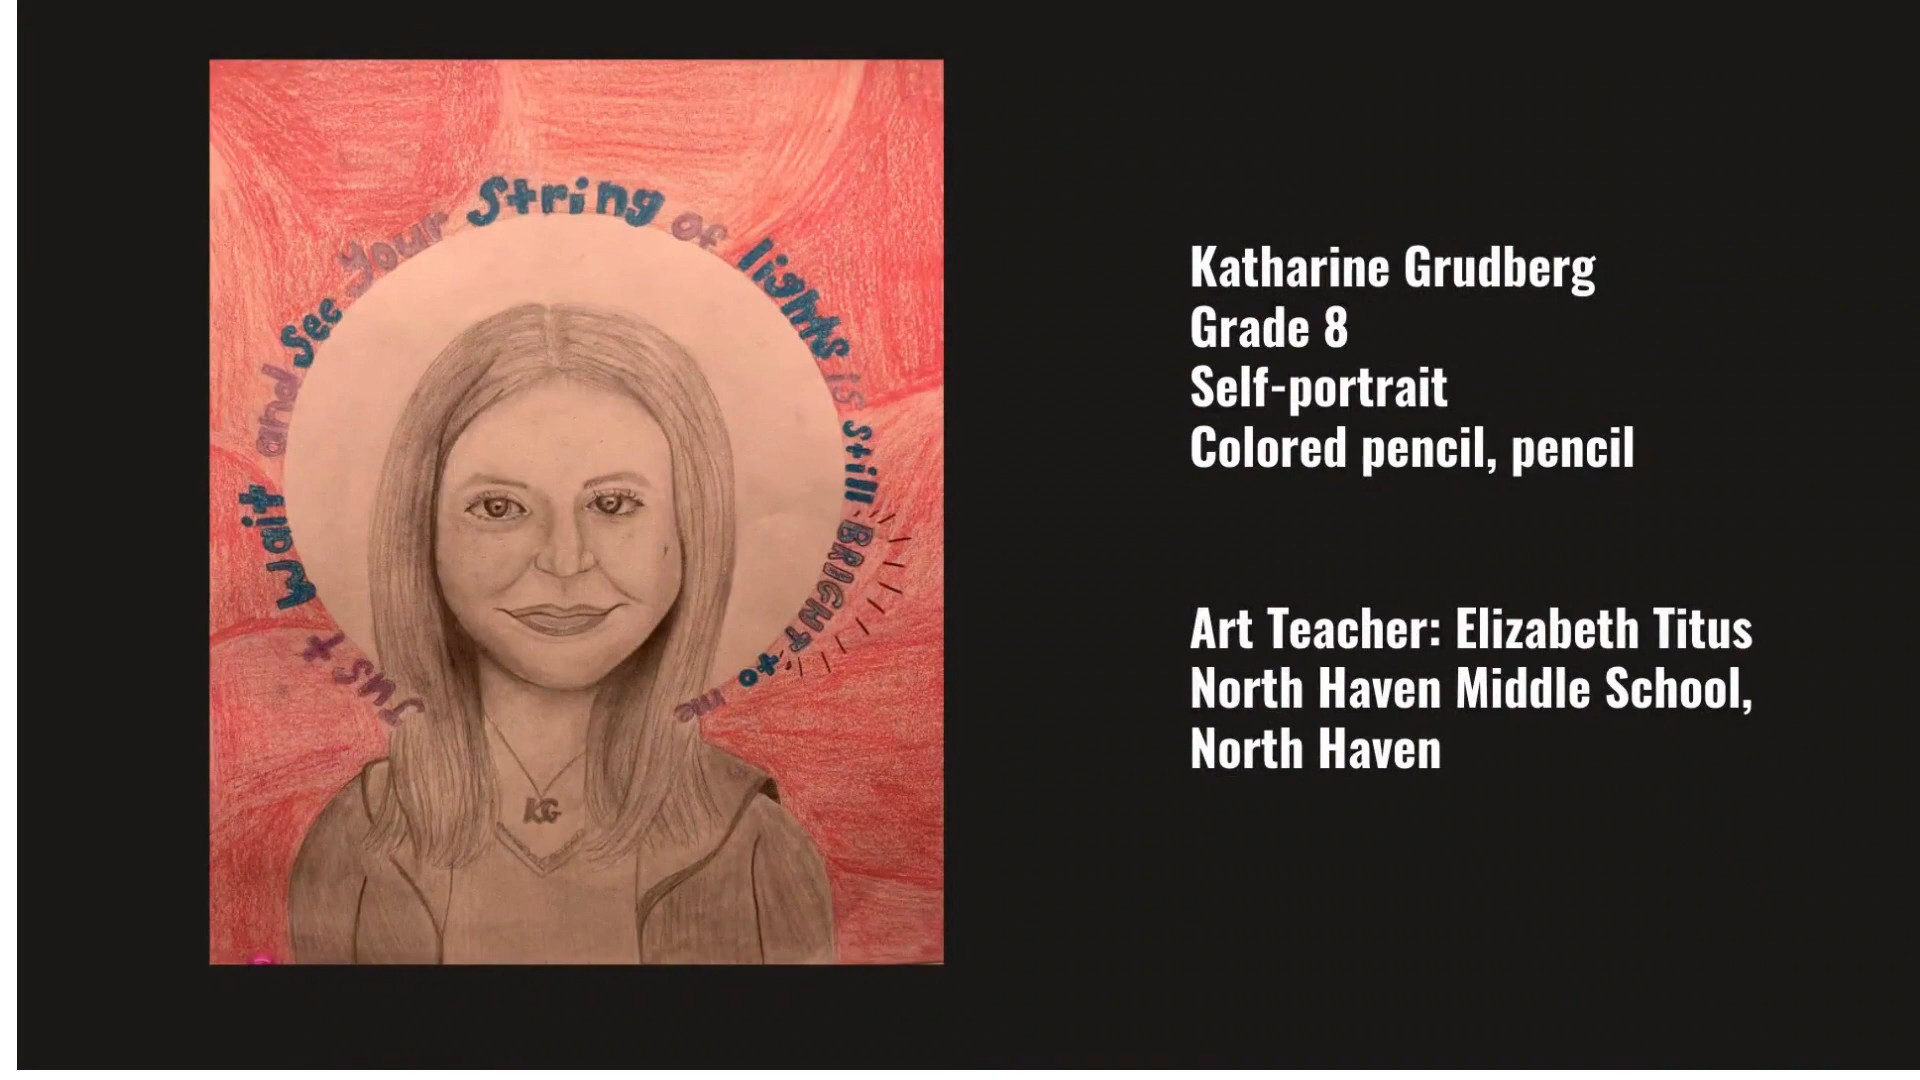 Just wait and see your string of lights is still BRIGHT to me
KG
Katharine Grudberg
Grade 8
Self-portrait
Colored pencil, pencil
Art Teacher: Elizabeth Titus
North Haven Middle School,
North Haven